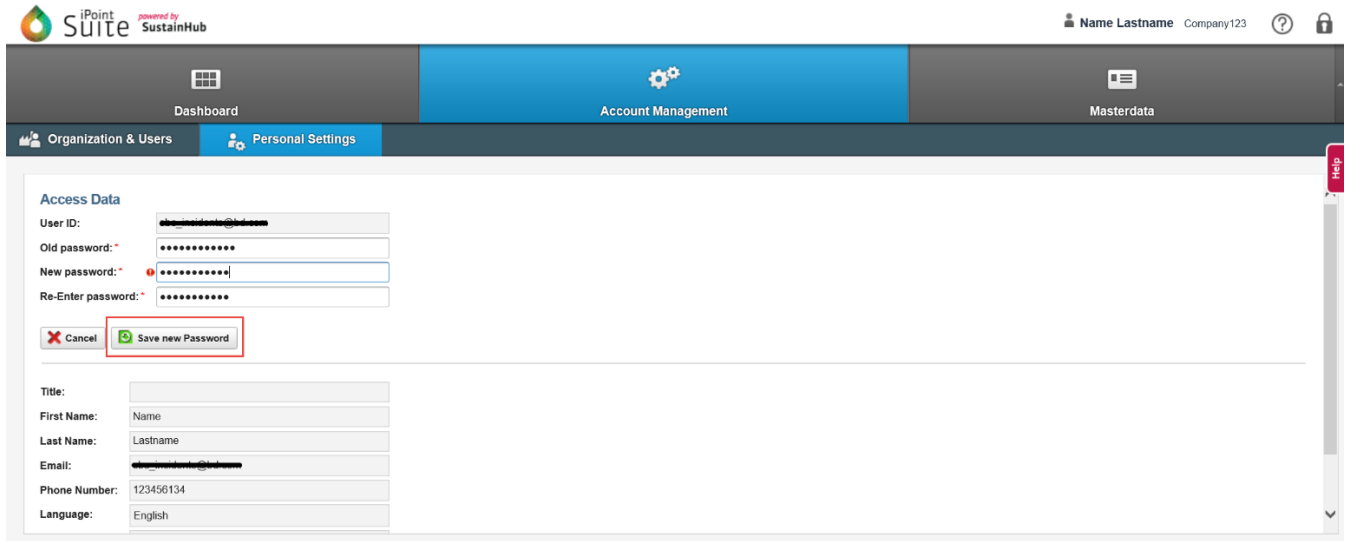 iPoint Suite powered by SustainHub
Name Lastname Company123
Dashboard
Account Management
Masterdata
Organization & Users
Personal Settings
Help
Access Data
User ID:
Old password:* ••••••••••••
New password:* •••••••••••
Re-Enter password:* •••••••••••
Cancel
Save new Password
Title:
First Name: Name
Last Name: Lastname
Email:
Phone Number: 123456134
Language: English